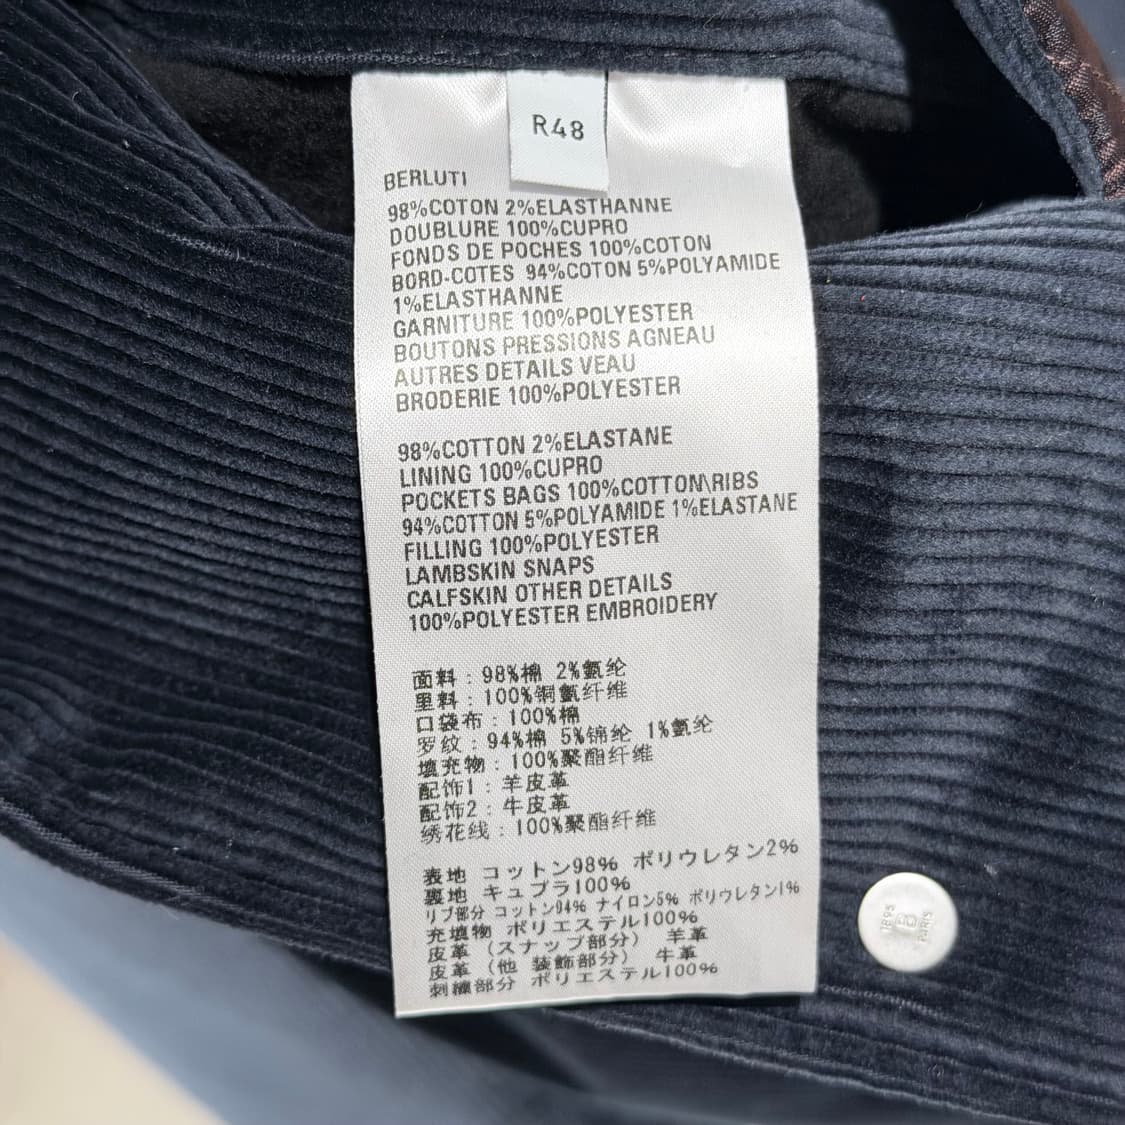 R48
BERLUTI
98%COTON 2%ELASTHANNE
DOUBLURE 100%CUPRO
FONDS DE POCHES 100%COTON
BORD-COTES 94%COTON 5%POLYAMIDE
1%ELASTHANNE
GARNITURE 100%POLYESTER
BOUTONS PRESSIONS AGNEAU
AUTRES DETAILS VEAU
BRODERIE 100%POLYESTER
98%COTTON 2%ELASTANE
LINING 100%CUPRO
POCKETS BAGS 100%COTTON\RIBS
94%COTTON 5%POLYAMIDE 1%ELASTANE
FILLING 100%POLYESTER
LAMBSKIN SNAPS
CALFSKIN OTHER DETAILS
100%POLYESTER EMBROIDERY
面料：98%棉 2%氨纶
里料：100%铜氨纤维
口袋布：100%棉
罗纹：94%棉 5%锦纶 1%氨纶
填充物：100%聚酯纤维
配饰1：羊皮革
配饰2：牛皮革
绣花线：100%聚酯纤维
表地 コットン98% ポリウレタン2%
裏地 キュプラ100%
リブ部分 コットン94% ナイロン5% ポリウレタン1%
充填物 ポリエステル100%
皮革（スナップ部分） 羊革
皮革（他 装飾部分） 牛革
刺繍部分 ポリエステル100%
1895
B
PARIS